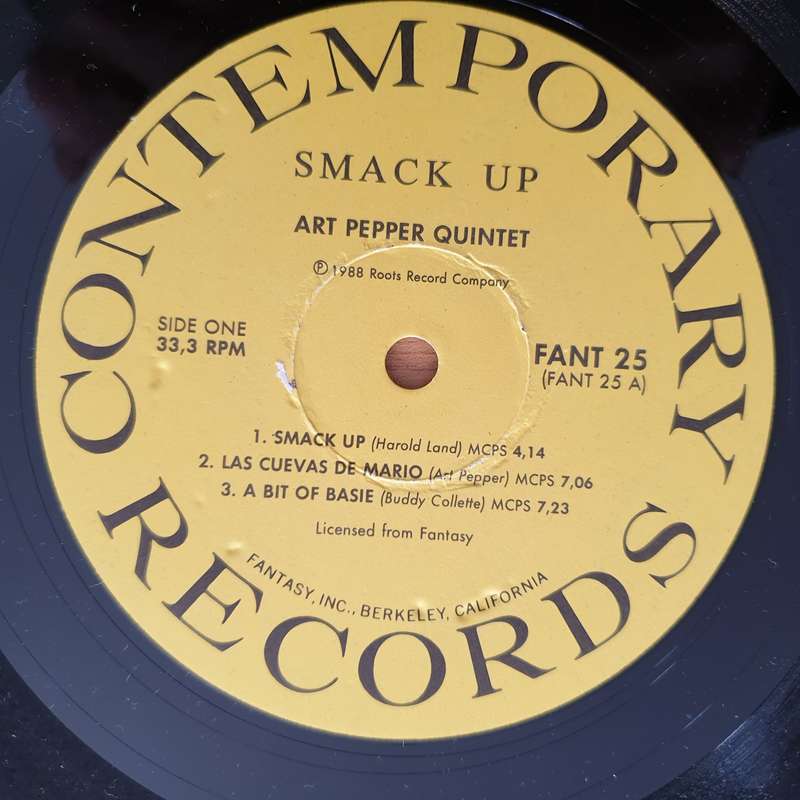 CONTEMPORARY
SMACK UP
ART PEPPER QUINTET
℗ 1988 Roots Record Company
SIDE ONE
33,3 RPM
FANT 25
(FANT 25 A)
1. SMACK UP (Harold Land) MCPS 4,14
2. LAS CUEVAS DE MARIO (Art Pepper) MCPS 7,06
3. A BIT OF BASIE (Buddy Collette) MCPS 7,23
Licensed from Fantasy
FANTASY, INC., BERKELEY, CALIFORNIA
RECORDS